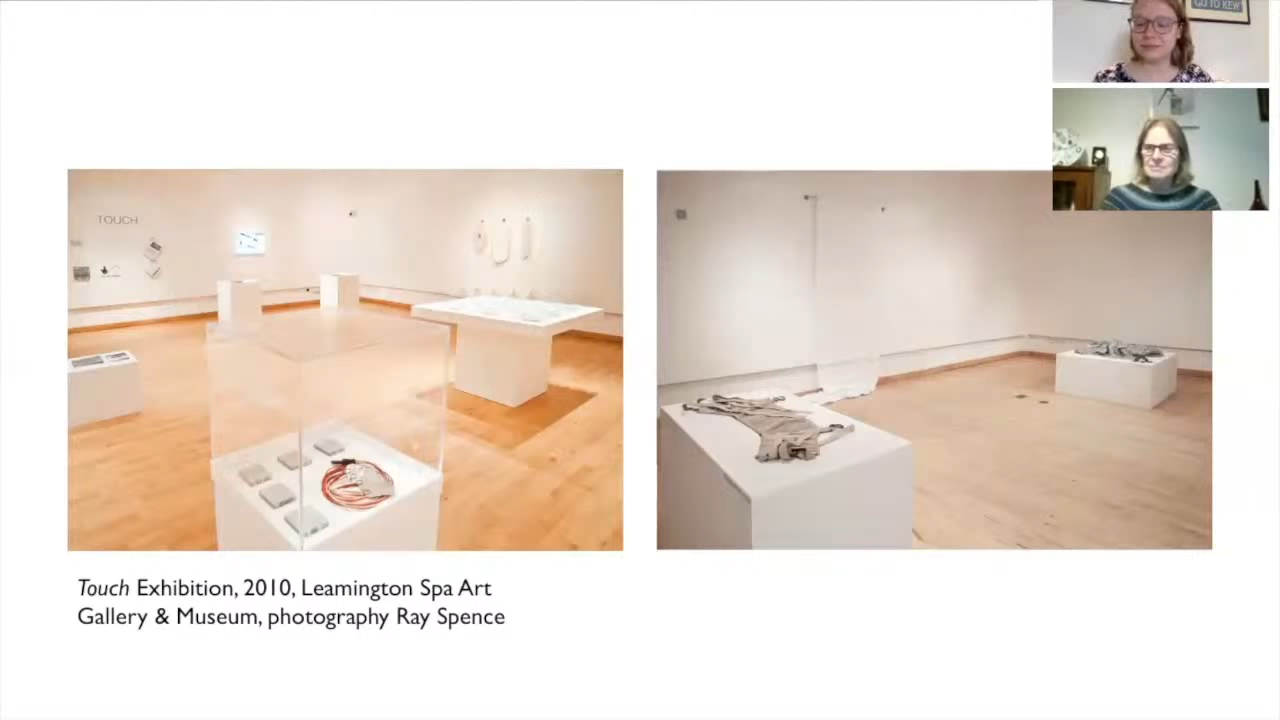 GO TO KEW
TOUCH
Touch Exhibition, 2010, Leamington Spa Art
Gallery & Museum, photography Ray Spence